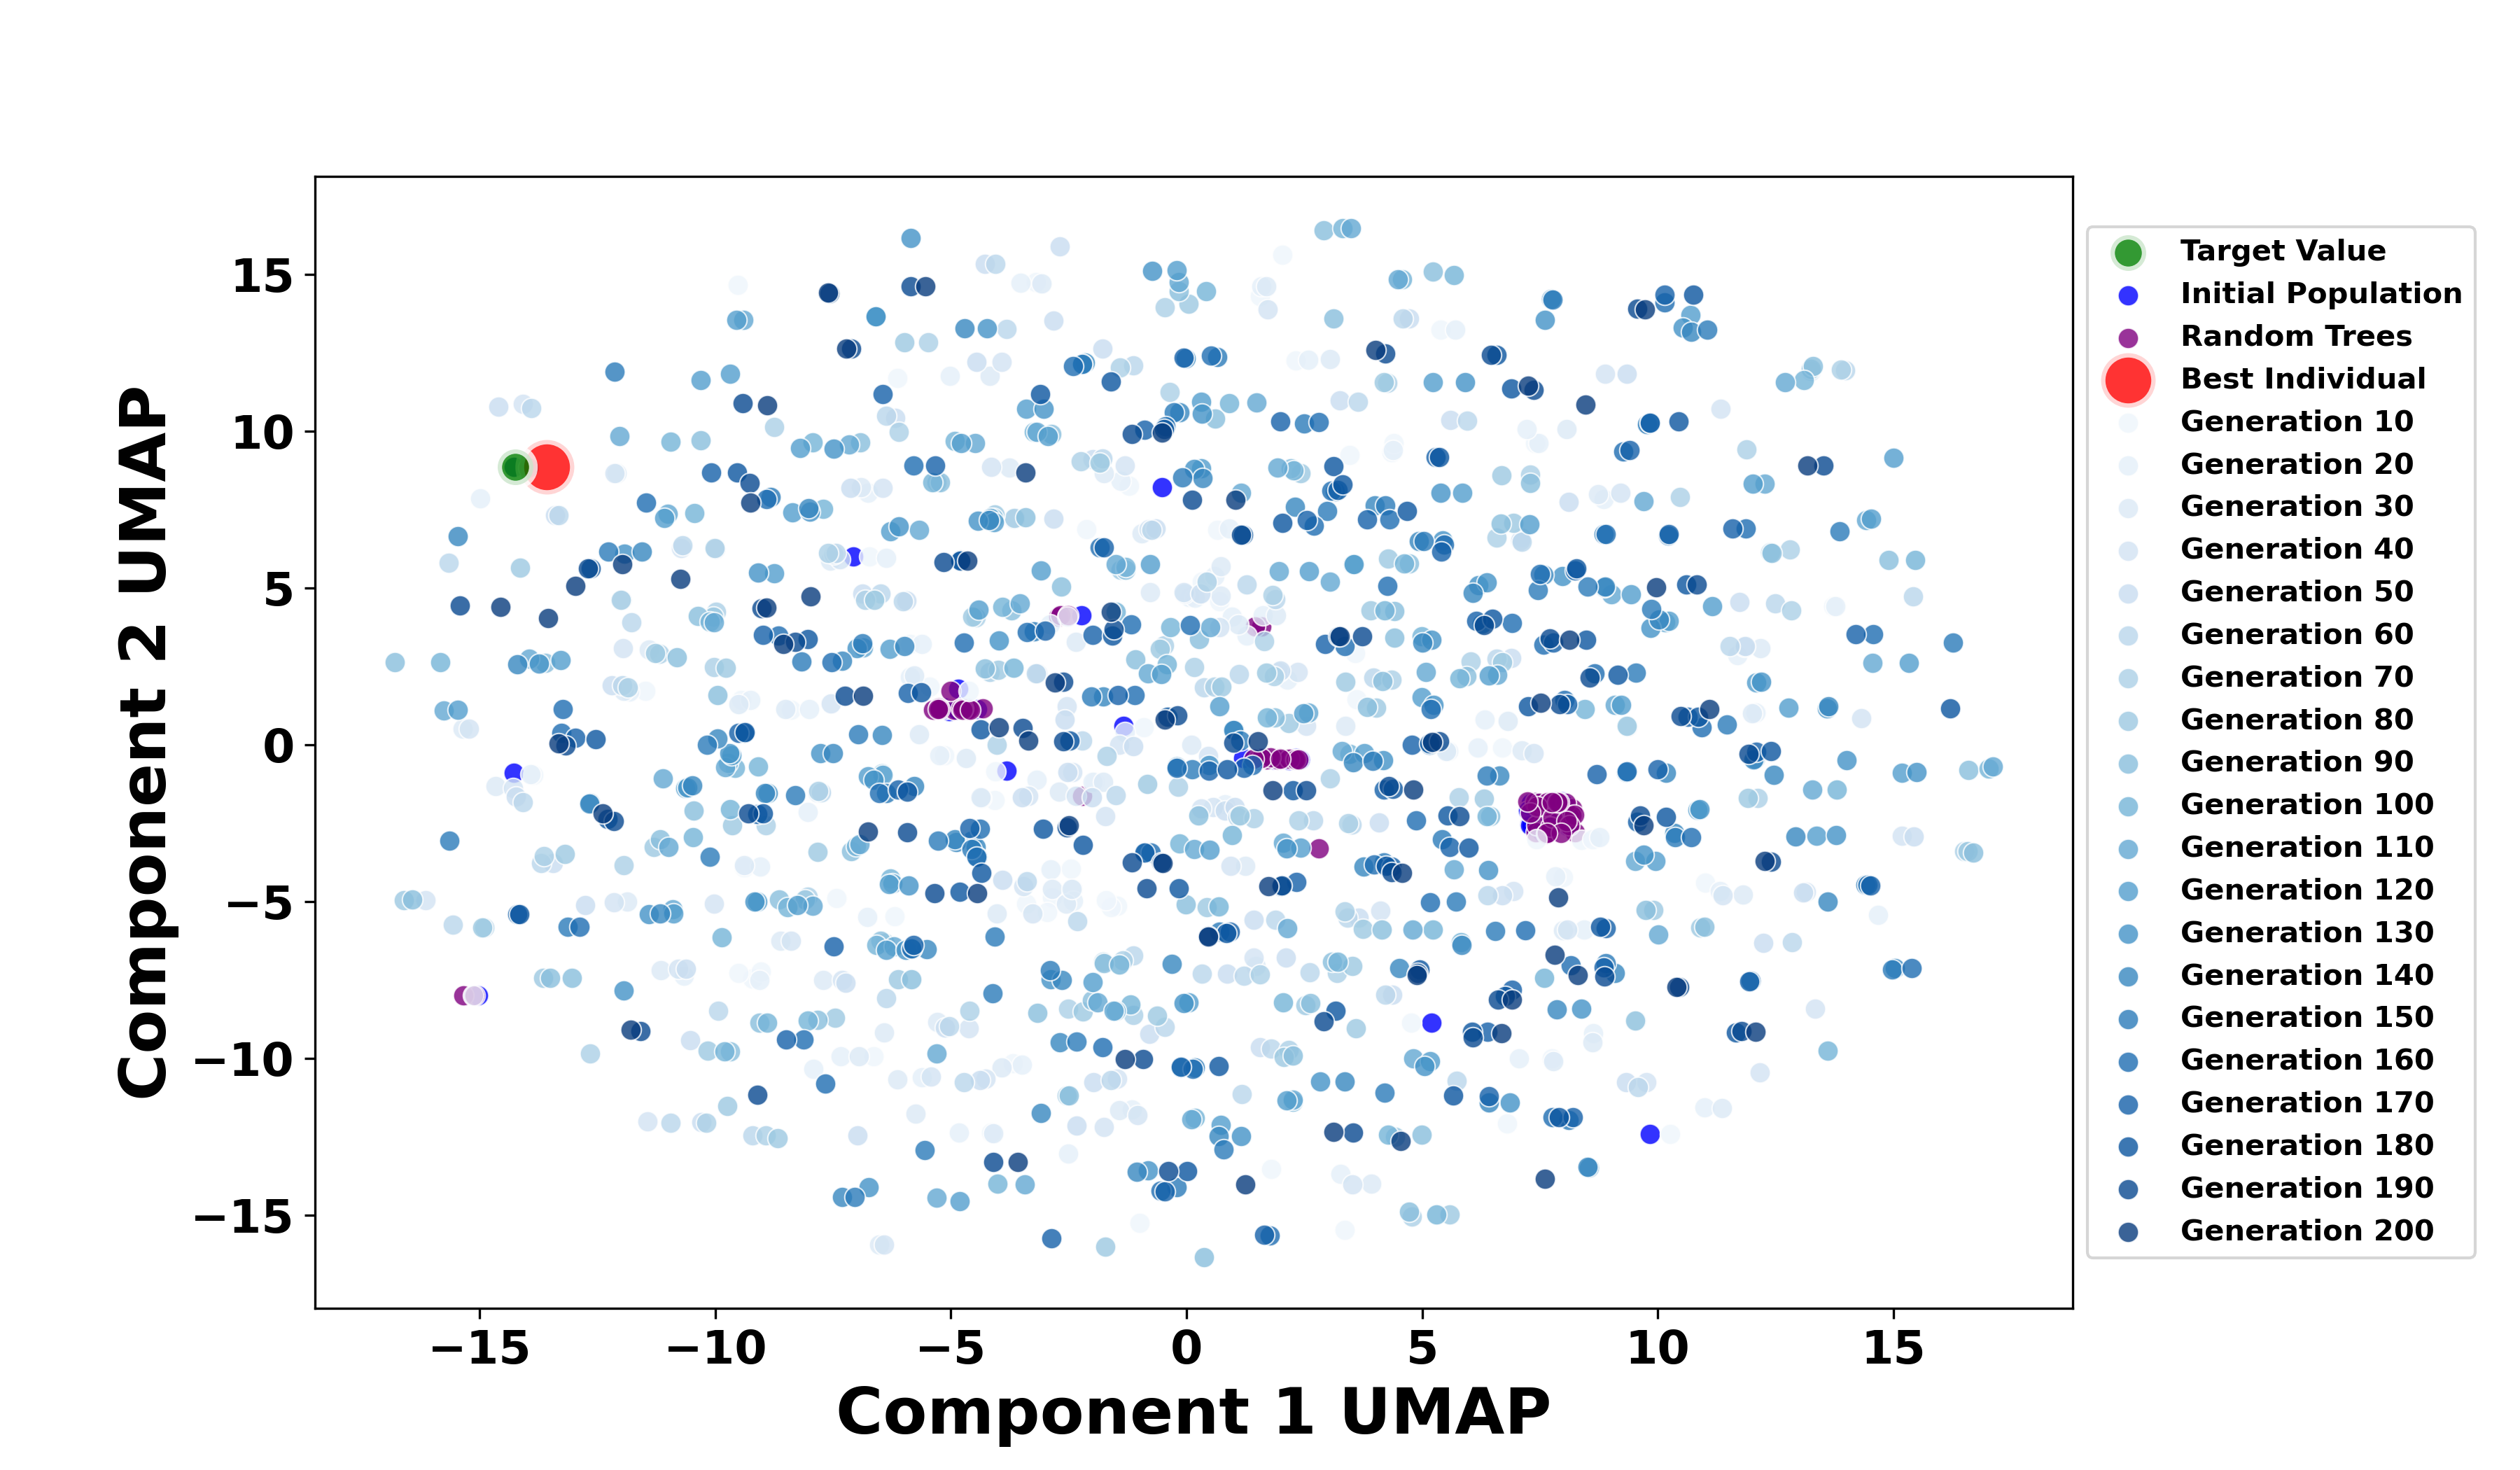 15
10
5
0
−5
−10
−15
Component 2 UMAP
−15
−10
−5
0
5
10
15
Component 1 UMAP
Target Value
Initial Population
Random Trees
Best Individual
Generation 10
Generation 20
Generation 30
Generation 40
Generation 50
Generation 60
Generation 70
Generation 80
Generation 90
Generation 100
Generation 110
Generation 120
Generation 130
Generation 140
Generation 150
Generation 160
Generation 170
Generation 180
Generation 190
Generation 200